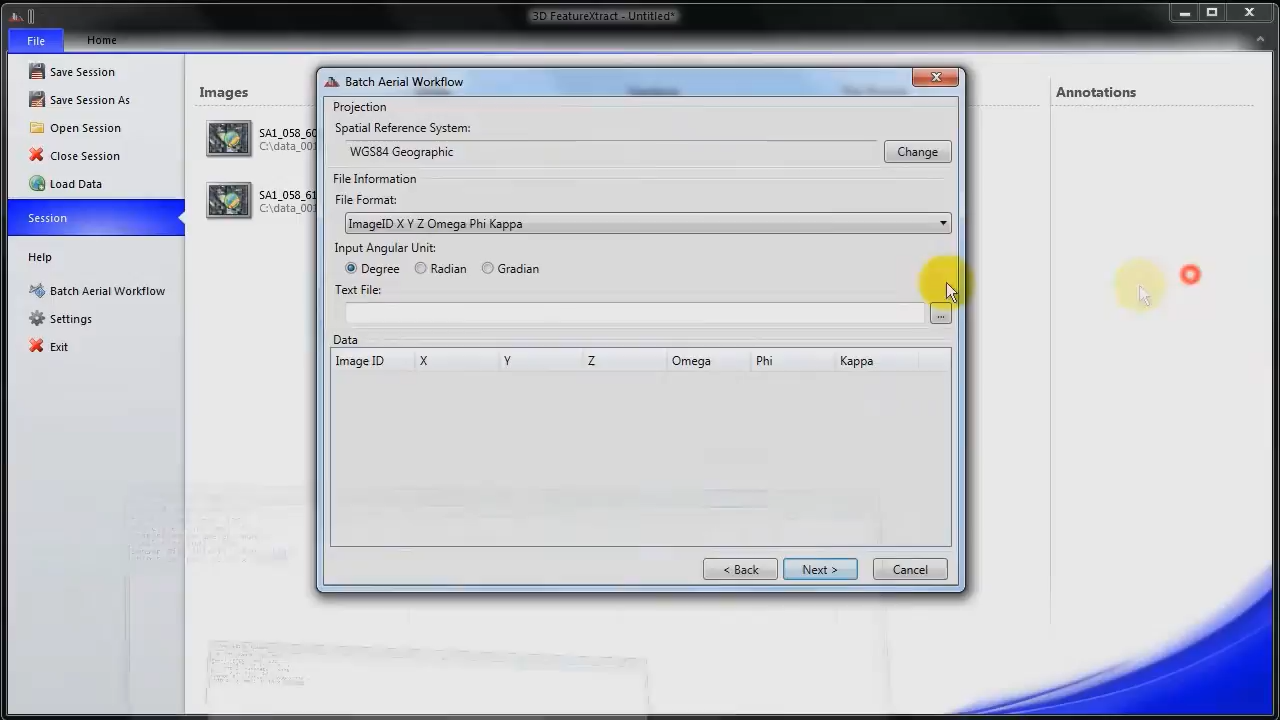 3D FeatureXtract - Untitled*
File
Home
Save Session
Save Session As
Open Session
Close Session
Load Data
Session
Help
Batch Aerial Workflow
Settings
Exit
Images
SA1_058_60
C:\data_001
SA1_058_61
C:\data_001
Annotations
Batch Aerial Workflow
Projection
Spatial Reference System:
WGS84 Geographic
Change
File Information
File Format:
ImageID X Y Z Omega Phi Kappa
Input Angular Unit:
Degree Radian Gradian
Text File:
...
Data
Image ID X Y Z Omega Phi Kappa
< Back Next > Cancel